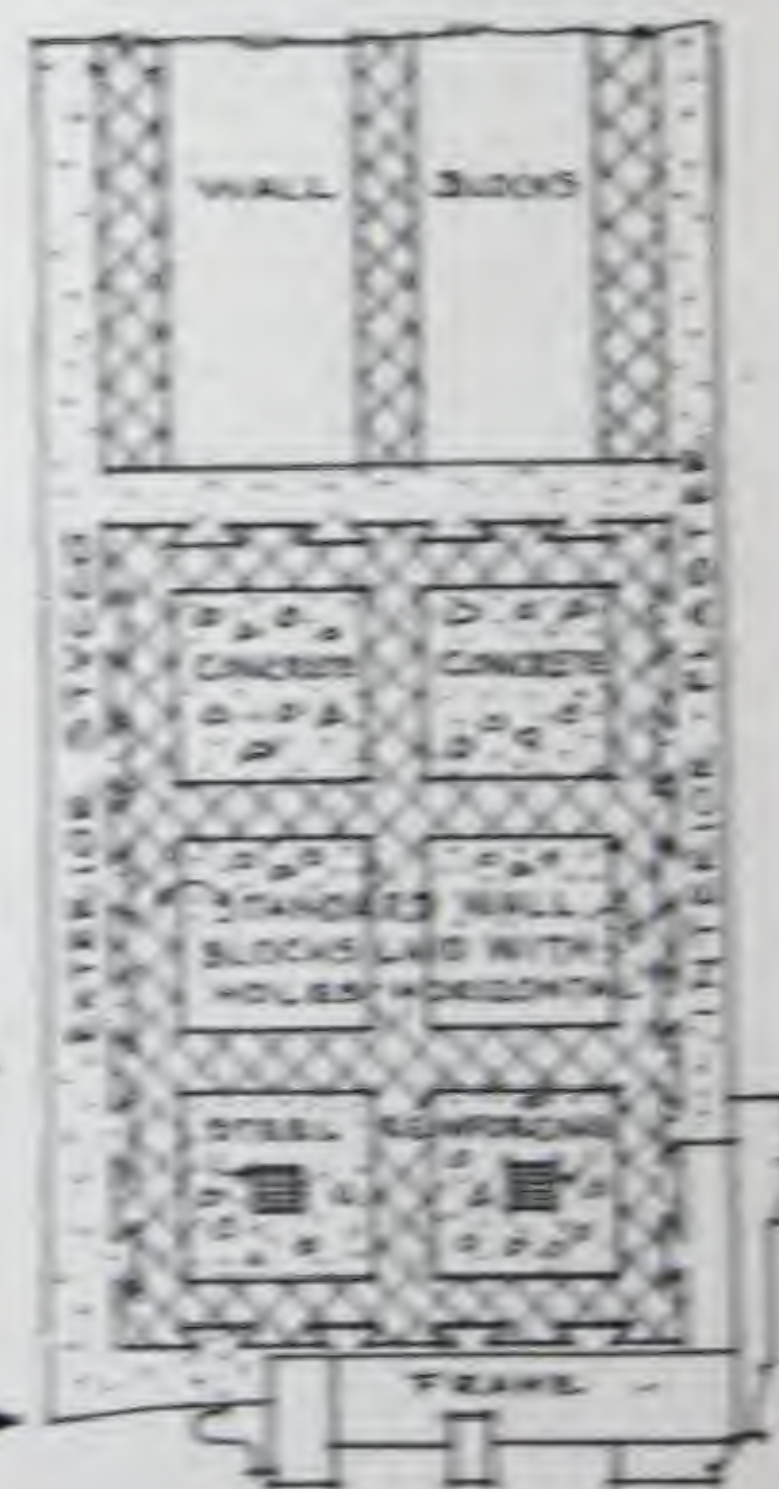 WALL BLOCKS
CONCRETE CONCRETE
STANDARD WALL
BLOCKS LAID WITH
HOLES HORIZONTAL
STEEL REINFORCING
FRAME
EXTERIOR STUCCO
INTERIOR PLASTER